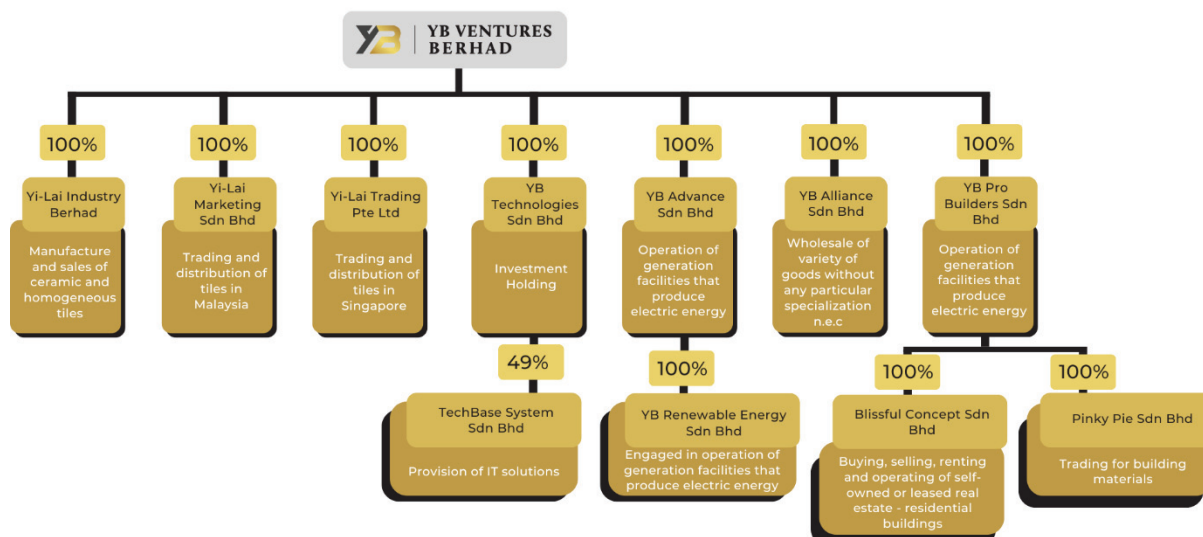 YB VENTURES
BERHAD
100%
100%
100%
100%
100%
100%
100%
Yi-Lai Industry
Berhad
Manufacture
and sales of
ceramic and
homogeneous
tiles
Yi-Lai
Marketing
Sdn Bhd
Trading and
distribution of
tiles in
Malaysia
Yi-Lai Trading
Pte Ltd
Trading and
distribution of
tiles in
Singapore
YB
Technologies
Sdn Bhd
Investment
Holding
YB Advance
Sdn Bhd
Operation of
generation
facilities that
produce
electric energy
YB Alliance
Sdn Bhd
Wholesale of
variety of
goods without
any particular
specialization
n.e.c
YB Pro
Builders Sdn
Bhd
Operation of
generation
facilities that
produce
electric energy
49%
100%
100%
100%
TechBase System
Sdn Bhd
Provision of IT solutions
YB Renewable Energy
Sdn Bhd
Engaged in operation of
generation facilities that
produce electric energy
Blissful Concept Sdn
Bhd
Buying, selling, renting
and operating of self-
owned or leased real
estate - residential
buildings
Pinky Pie Sdn Bhd
Trading for building
materials